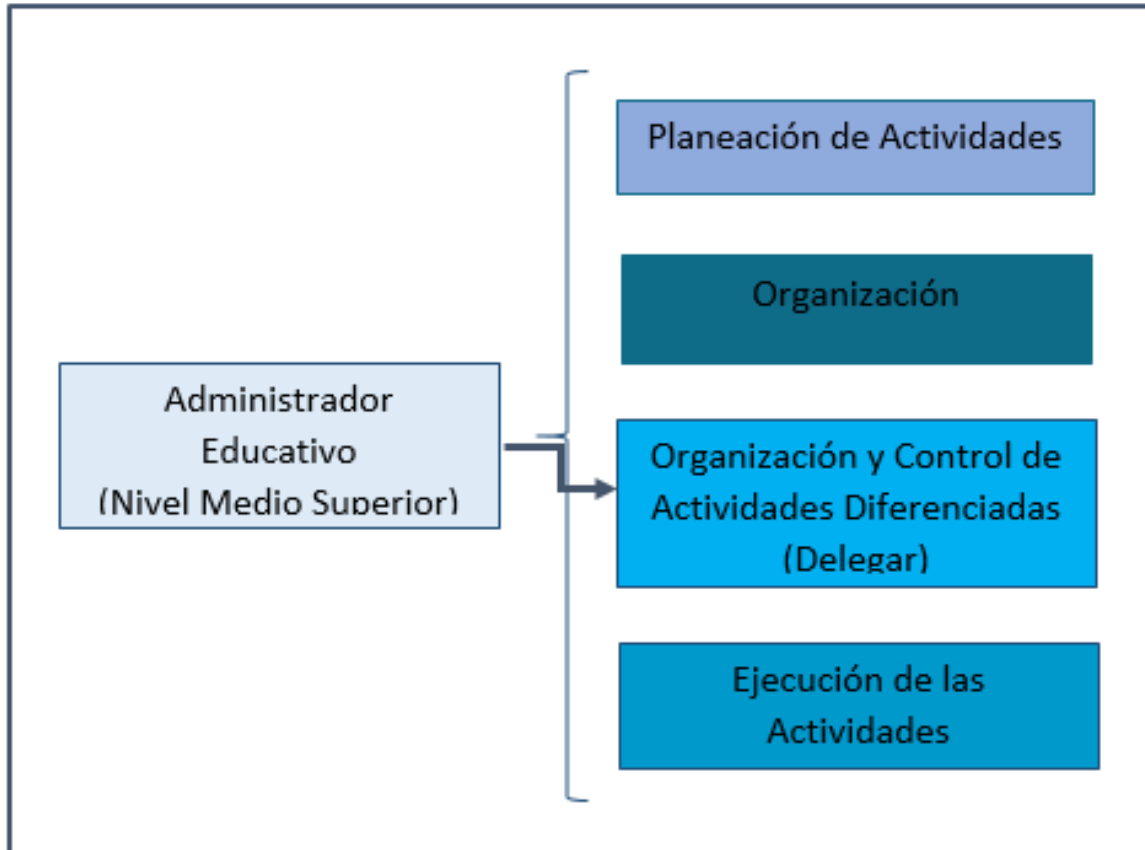 Planeación de Actividades
Organización
Administrador
Educativo
(Nivel Medio Superior)
Organización y Control de
Actividades Diferenciadas
(Delegar)
Ejecución de las
Actividades